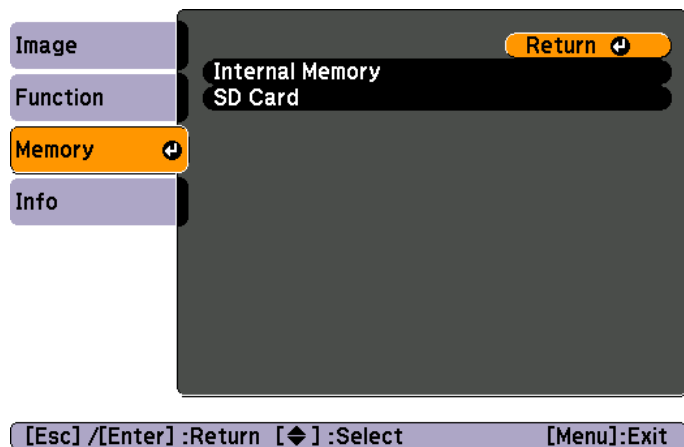 Image
Function
Memory
Info
Return
Internal Memory
SD Card
[Esc] /[Enter] :Return [◆] :Select [Menu]:Exit